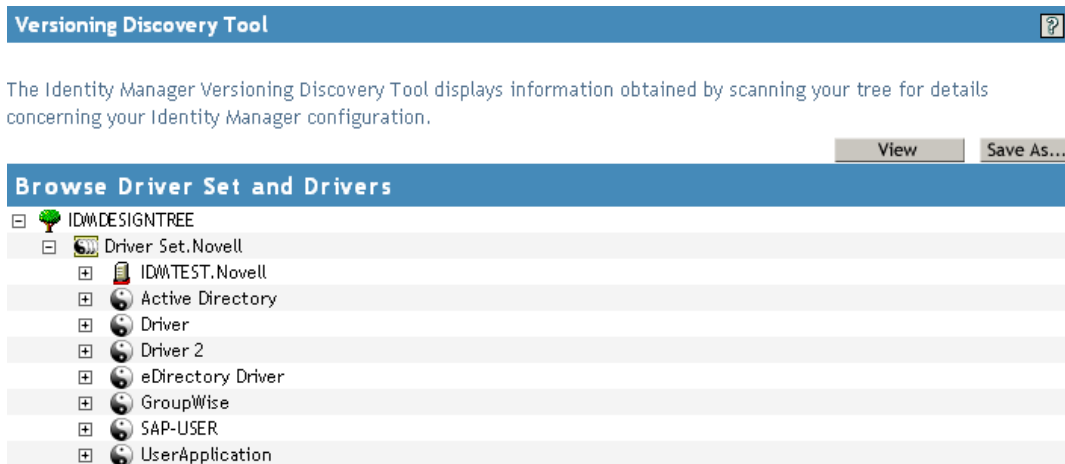 Versioning Discovery Tool
?
The Identity Manager Versioning Discovery Tool displays information obtained by scanning your tree for details
concerning your Identity Manager configuration.
View Save As...
Browse Driver Set and Drivers
IDMDESIGNTREE
Driver Set.Novell
IDMTEST.Novell
Active Directory
Driver
Driver 2
eDirectory Driver
GroupWise
SAP-USER
UserApplication